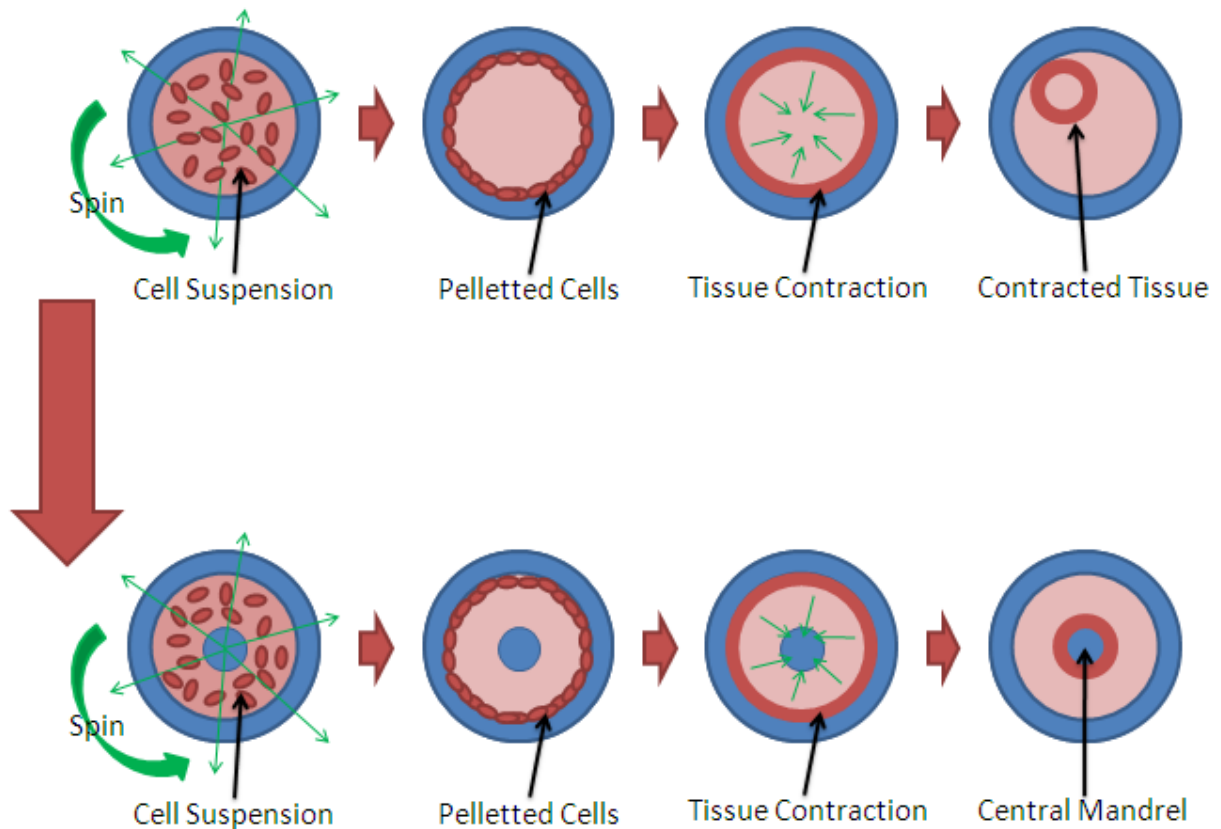 Spin
Cell Suspension
Pelletted Cells
Tissue Contraction
Contracted Tissue
Spin
Cell Suspension
Pelletted Cells
Tissue Contraction
Central Mandrel